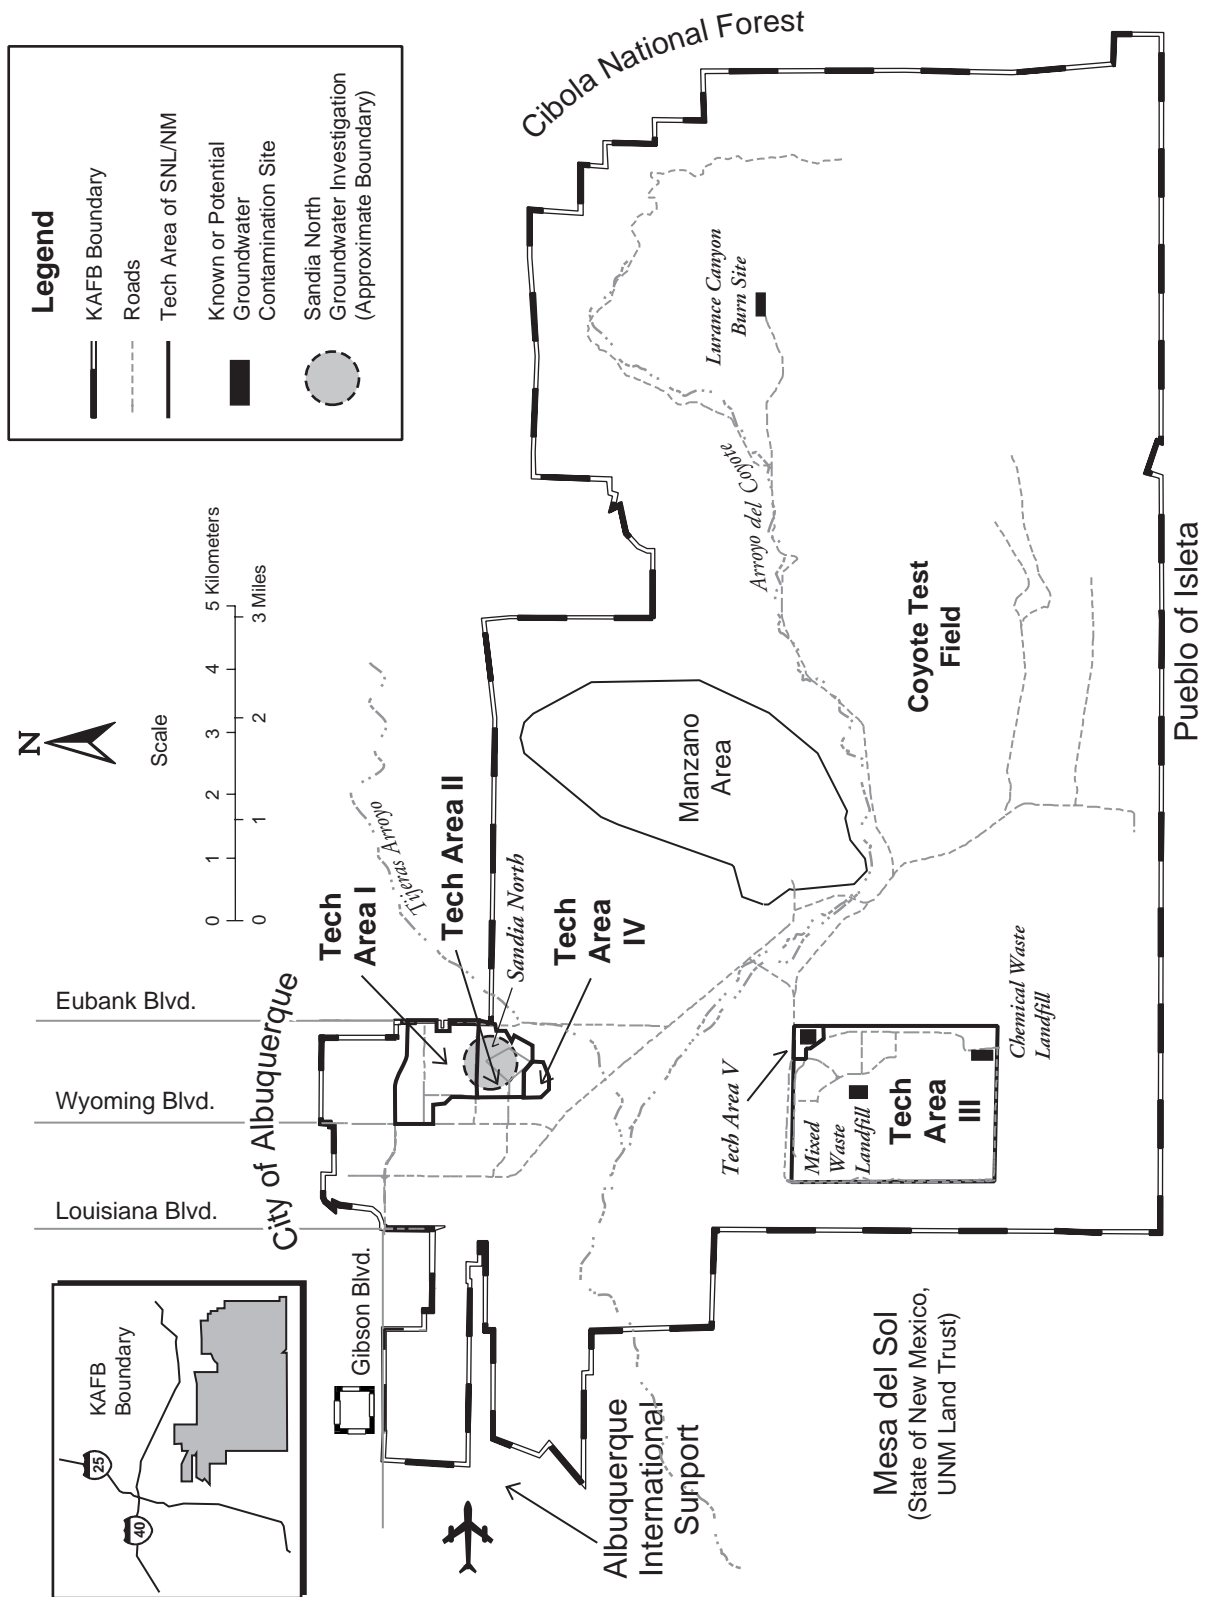 Legend
KAFB Boundary
Roads
Tech Area of SNL/NM
Known or Potential
Groundwater
Contamination Site
Sandia North
Groundwater Investigation
(Approximate Boundary)
N
Scale
0 1 2 3 4 5 Kilometers
0 1 2 3 Miles
KAFB
Boundary
25
40
Eubank Blvd.
Wyoming Blvd.
Louisiana Blvd.
Gibson Blvd.
City of Albuquerque
Cibola National Forest
Tijeras Arroyo
Tech
Area I
Tech Area II
Sandia North
Tech
Area
IV
Manzano
Area
Arroyo del Coyote
Lurance Canyon
Burn Site
Coyote Test
Field
Tech Area V
Mixed
Waste
Landfill
Tech
Area
III
Chemical Waste
Landfill
Albuquerque
International
Sunport
Mesa del Sol
(State of New Mexico,
UNM Land Trust)
Pueblo of Isleta